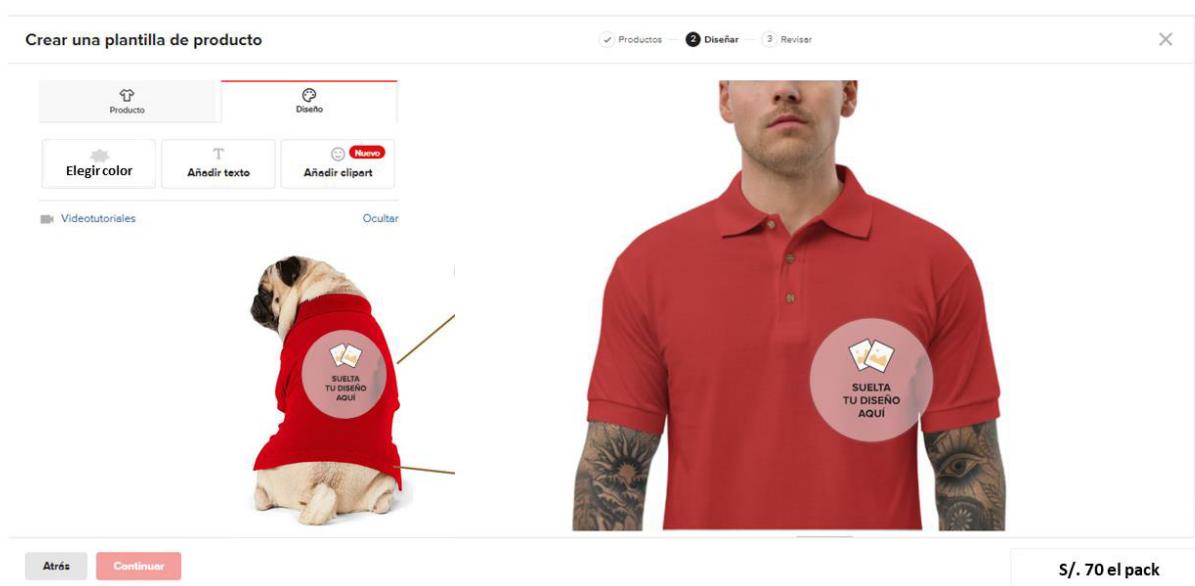 Crear una plantilla de producto
Productos
2 Diseñar
3 Revisar
Producto
Diseño
Elegir color
Añadir texto
Nuevo
Añadir clipart
Videotutoriales
Ocultar
SUELTA
TU DISEÑO
AQUÍ
SUELTA
TU DISEÑO
AQUÍ
Atrás
Continuar
S/. 70 el pack